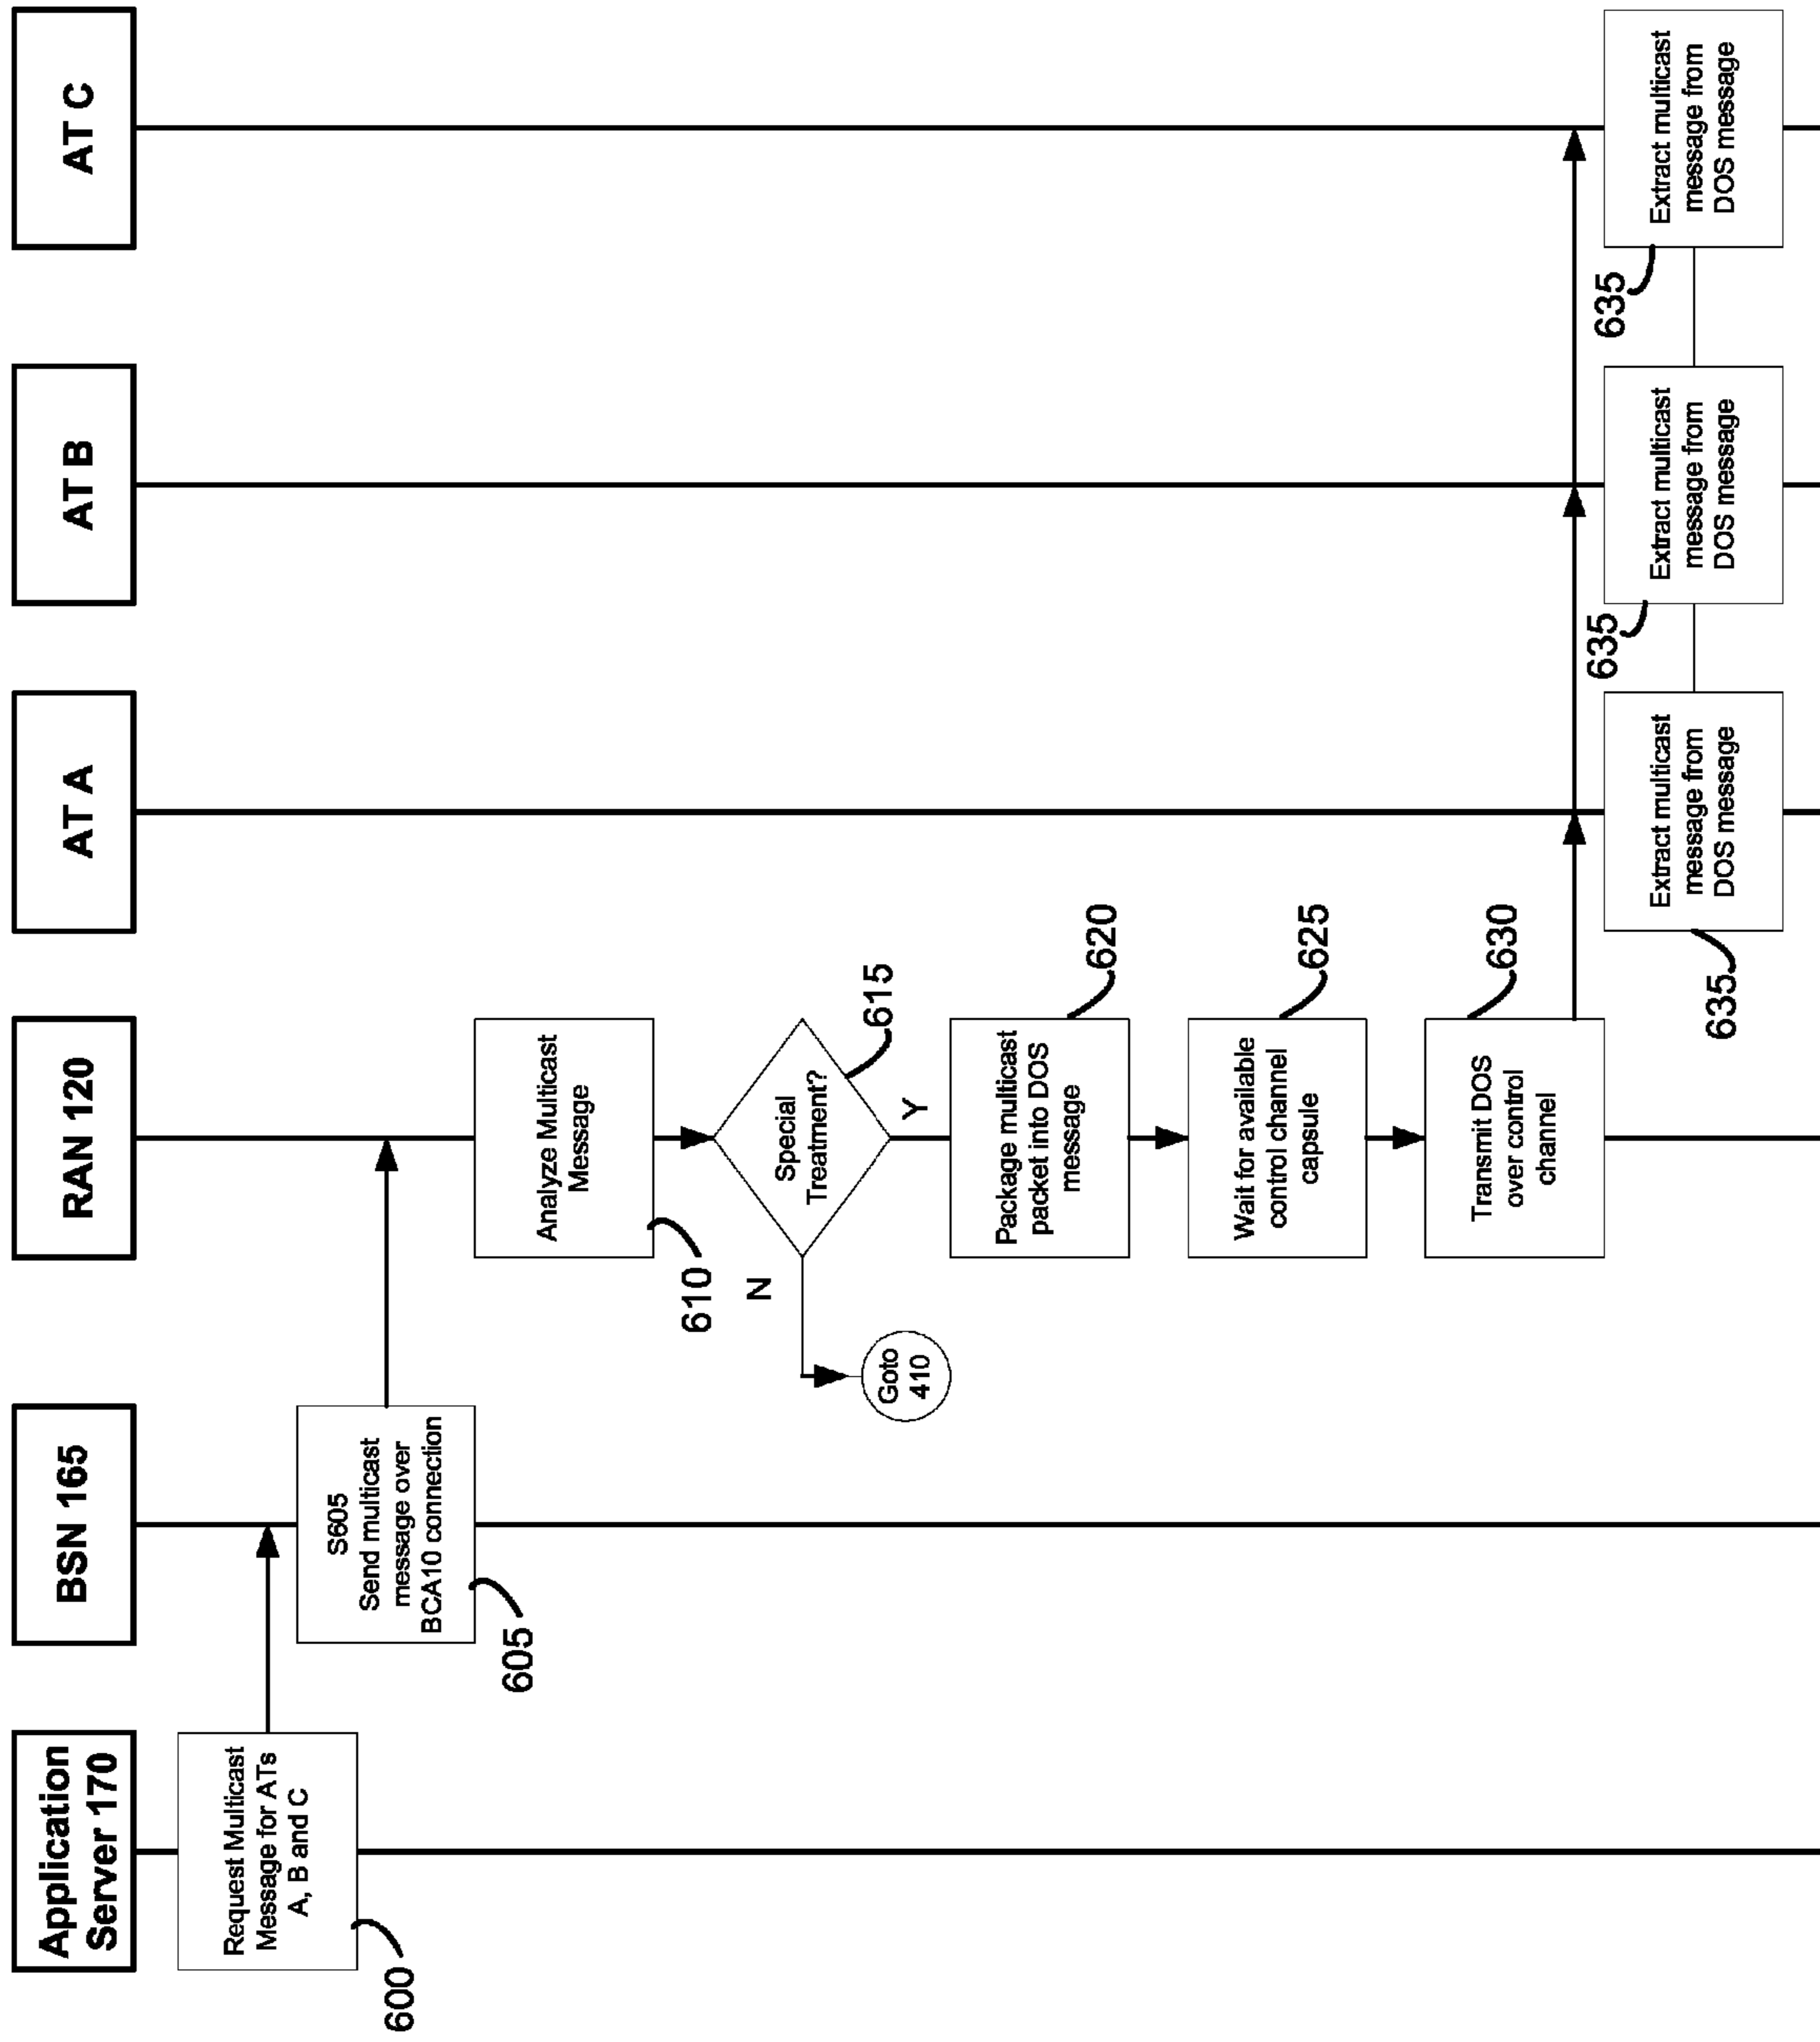 Application
Server 170
BSN 165
RAN 120
AT A
AT B
AT C
Request Multicast
Message for ATs
A, B and C
600
S605
Send multicast
message over
BCA10 connection
605
Analyze Multicast
Message
610
Special
Treatment?
615
N
Y
Goto
410
Package multicast
packet into DOS
message
620
Wait for available
control channel
capsule
625
Transmit DOS
over control
channel
630
Extract multicast
message from
DOS message
635
Extract multicast
message from
DOS message
635
Extract multicast
message from
DOS message
635